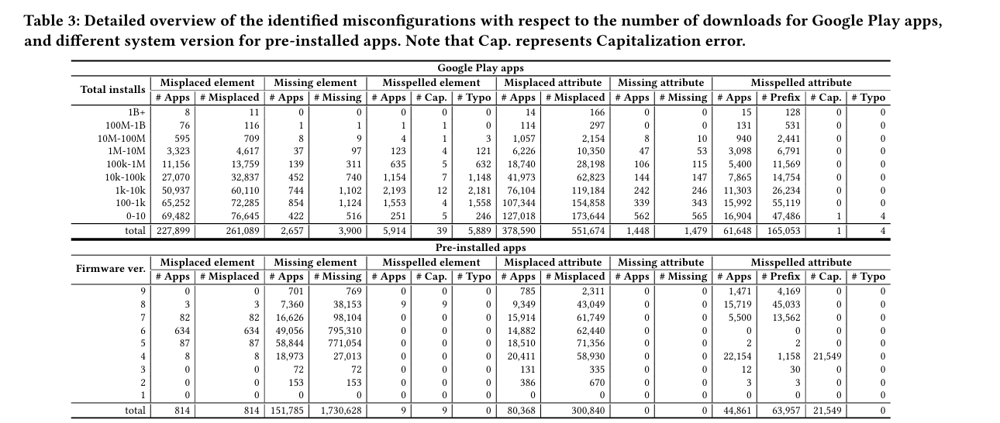 Table 3: Detailed overview of the identified misconfigurations with respect to the number of downloads for Google Play apps,
and different system version for pre-installed apps. Note that Cap. represents Capitalization error.
Google Play apps
Total installs Misplaced element Missing element Misspelled element Misplaced attribute Missing attribute Misspelled attribute
# Apps # Misplaced # Apps # Missing # Apps # Cap. # Typo # Apps # Misplaced # Apps # Missing # Apps # Prefix # Cap. # Typo
1B+ 8 11 0 0 0 0 0 14 166 0 0 15 128 0 0
100M-1B 76 116 1 1 1 1 0 114 297 0 0 131 531 0 0
10M-100M 595 709 8 9 4 1 3 1,057 2,154 8 10 940 2,441 0 0
1M-10M 3,323 4,617 37 97 123 4 121 6,226 10,350 47 53 3,098 6,791 0 0
100k-1M 11,156 13,759 139 311 635 5 632 18,740 28,198 106 115 5,400 11,569 0 0
10k-100k 27,070 32,837 452 740 1,154 7 1,148 41,973 62,823 144 147 7,865 14,754 0 0
1k-10k 50,937 60,110 744 1,102 2,193 12 2,181 76,104 119,184 242 246 11,303 26,234 0 0
100-1k 65,252 72,285 854 1,124 1,553 4 1,558 107,344 154,858 339 343 15,992 55,119 0 0
0-10 69,482 76,645 422 516 251 5 246 127,018 173,644 562 565 16,904 47,486 1 4
total 227,899 261,089 2,657 3,900 5,914 39 5,889 378,590 551,674 1,448 1,479 61,648 165,053 1 4
Pre-installed apps
Firmware ver. Misplaced element Missing element Misspelled element Misplaced attribute Missing attribute Misspelled attribute
# Apps # Misplaced # Apps # Missing # Apps # Cap. # Typo # Apps # Misplaced # Apps # Missing # Apps # Prefix # Cap. # Typo
9 0 0 701 769 0 0 0 785 2,311 0 0 1,471 4,169 0 0
8 3 3 7,360 38,153 9 9 0 9,349 43,049 0 0 15,719 45,033 0 0
7 82 82 16,626 98,104 0 0 0 15,914 61,749 0 0 5,500 13,562 0 0
6 634 634 49,056 795,310 0 0 0 14,882 62,440 0 0 0 0 0 0
5 87 87 58,844 771,054 0 0 0 18,510 71,356 0 0 2 2 0 0
4 8 8 18,973 27,013 0 0 0 20,411 58,930 0 0 22,154 1,158 21,549 0
3 0 0 72 72 0 0 0 131 335 0 0 12 30 0 0
2 0 0 153 153 0 0 0 386 670 0 0 3 3 0 0
1 0 0 0 0 0 0 0 0 0 0 0 0 0 0 0
total 814 814 151,785 1,730,628 9 9 0 80,368 300,840 0 0 44,861 63,957 21,549 0